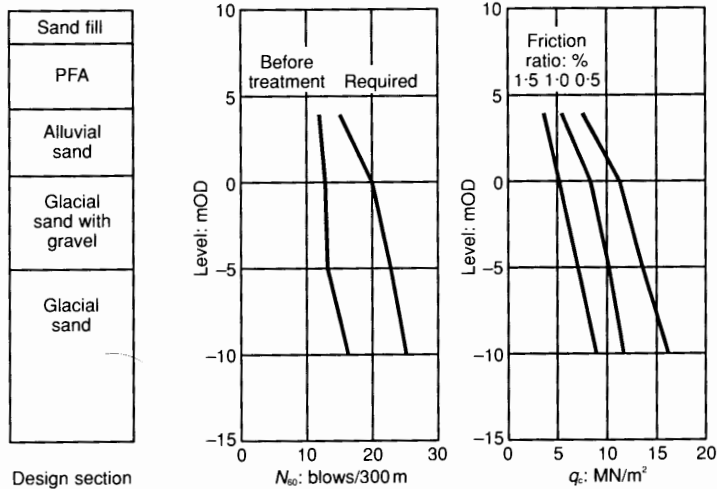 Sand fill
PFA
Alluvial
sand
Glacial
sand with
gravel
Glacial
sand
Design section
10
5
0
−5
−10
−15
Level: mOD
Before
treatment
Required
0 10 20 30
N₆₀: blows/300 m
10
5
0
−5
−10
−15
Level: mOD
Friction
ratio: %
1·5 1·0 0·5
0 5 10 15 20
q꜀: MN/m²